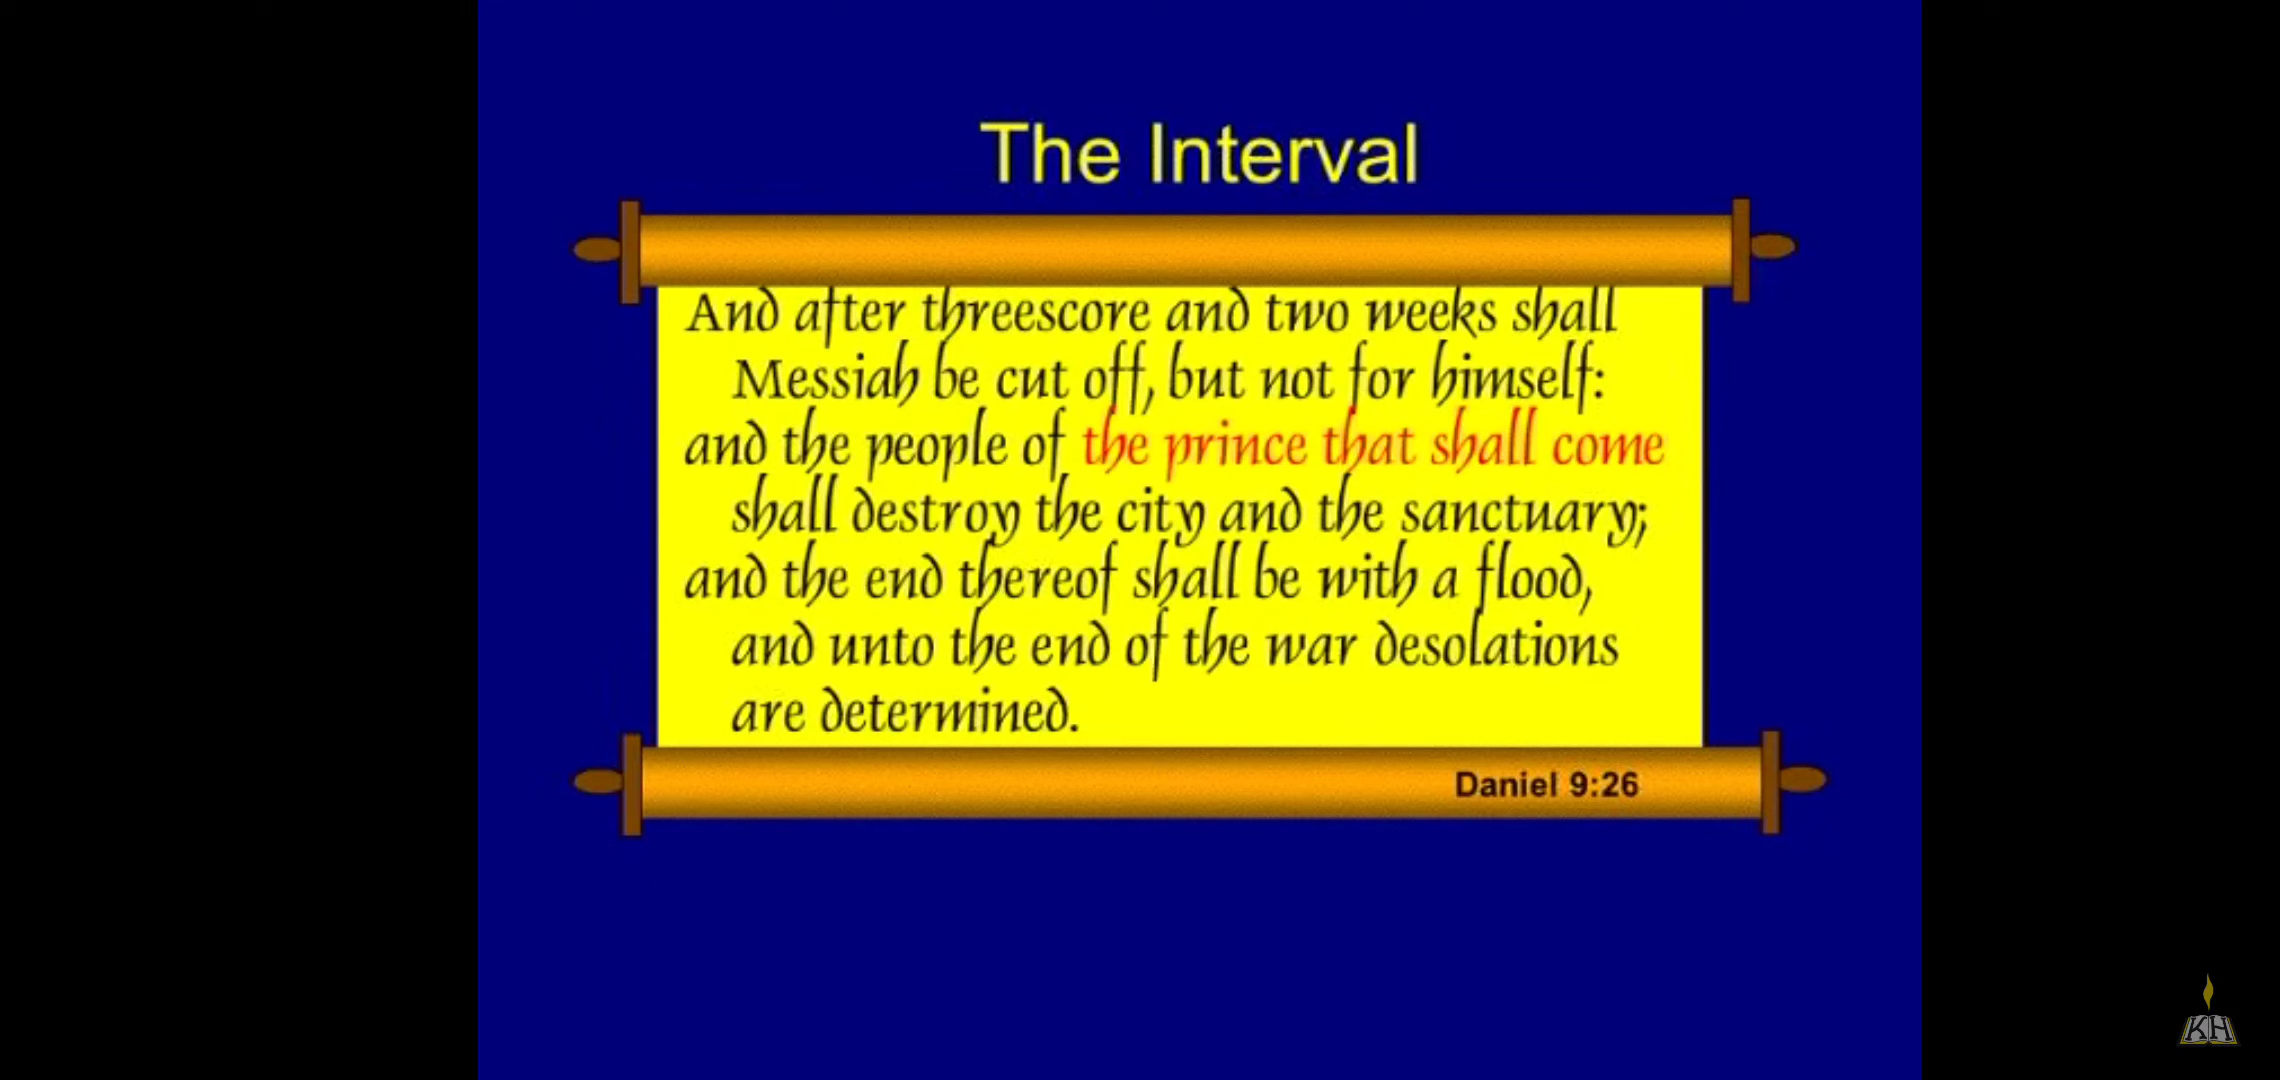 The Interval
And after threescore and two weeks shall
Messiah be cut off, but not for himself:
and the people of the prince that shall come
shall destroy the city and the sanctuary;
and the end thereof shall be with a flood,
and unto the end of the war desolations
are determined.
Daniel 9:26
KH